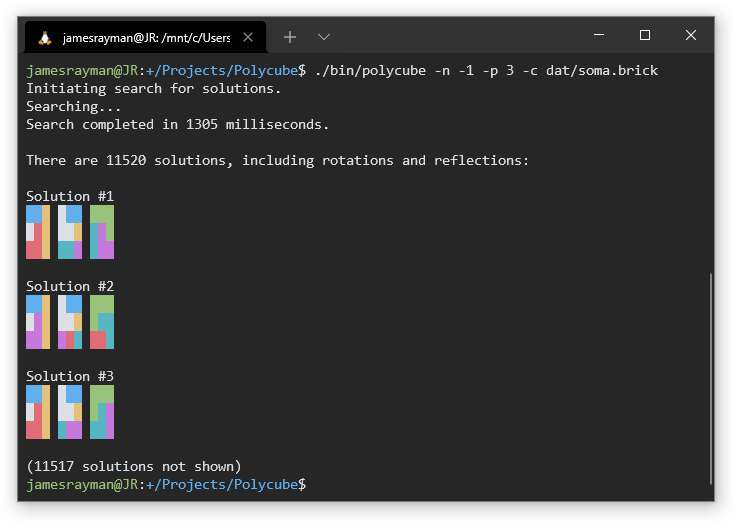 jamesrayman@JR: /mnt/c/Users
jamesrayman@JR:+/Projects/Polycube$ ./bin/polycube -n -1 -p 3 -c dat/soma.brick
Initiating search for solutions.
Searching...
Search completed in 1305 milliseconds.
There are 11520 solutions, including rotations and reflections:
Solution #1
Solution #2
Solution #3
(11517 solutions not shown)
jamesrayman@JR:+/Projects/Polycube$